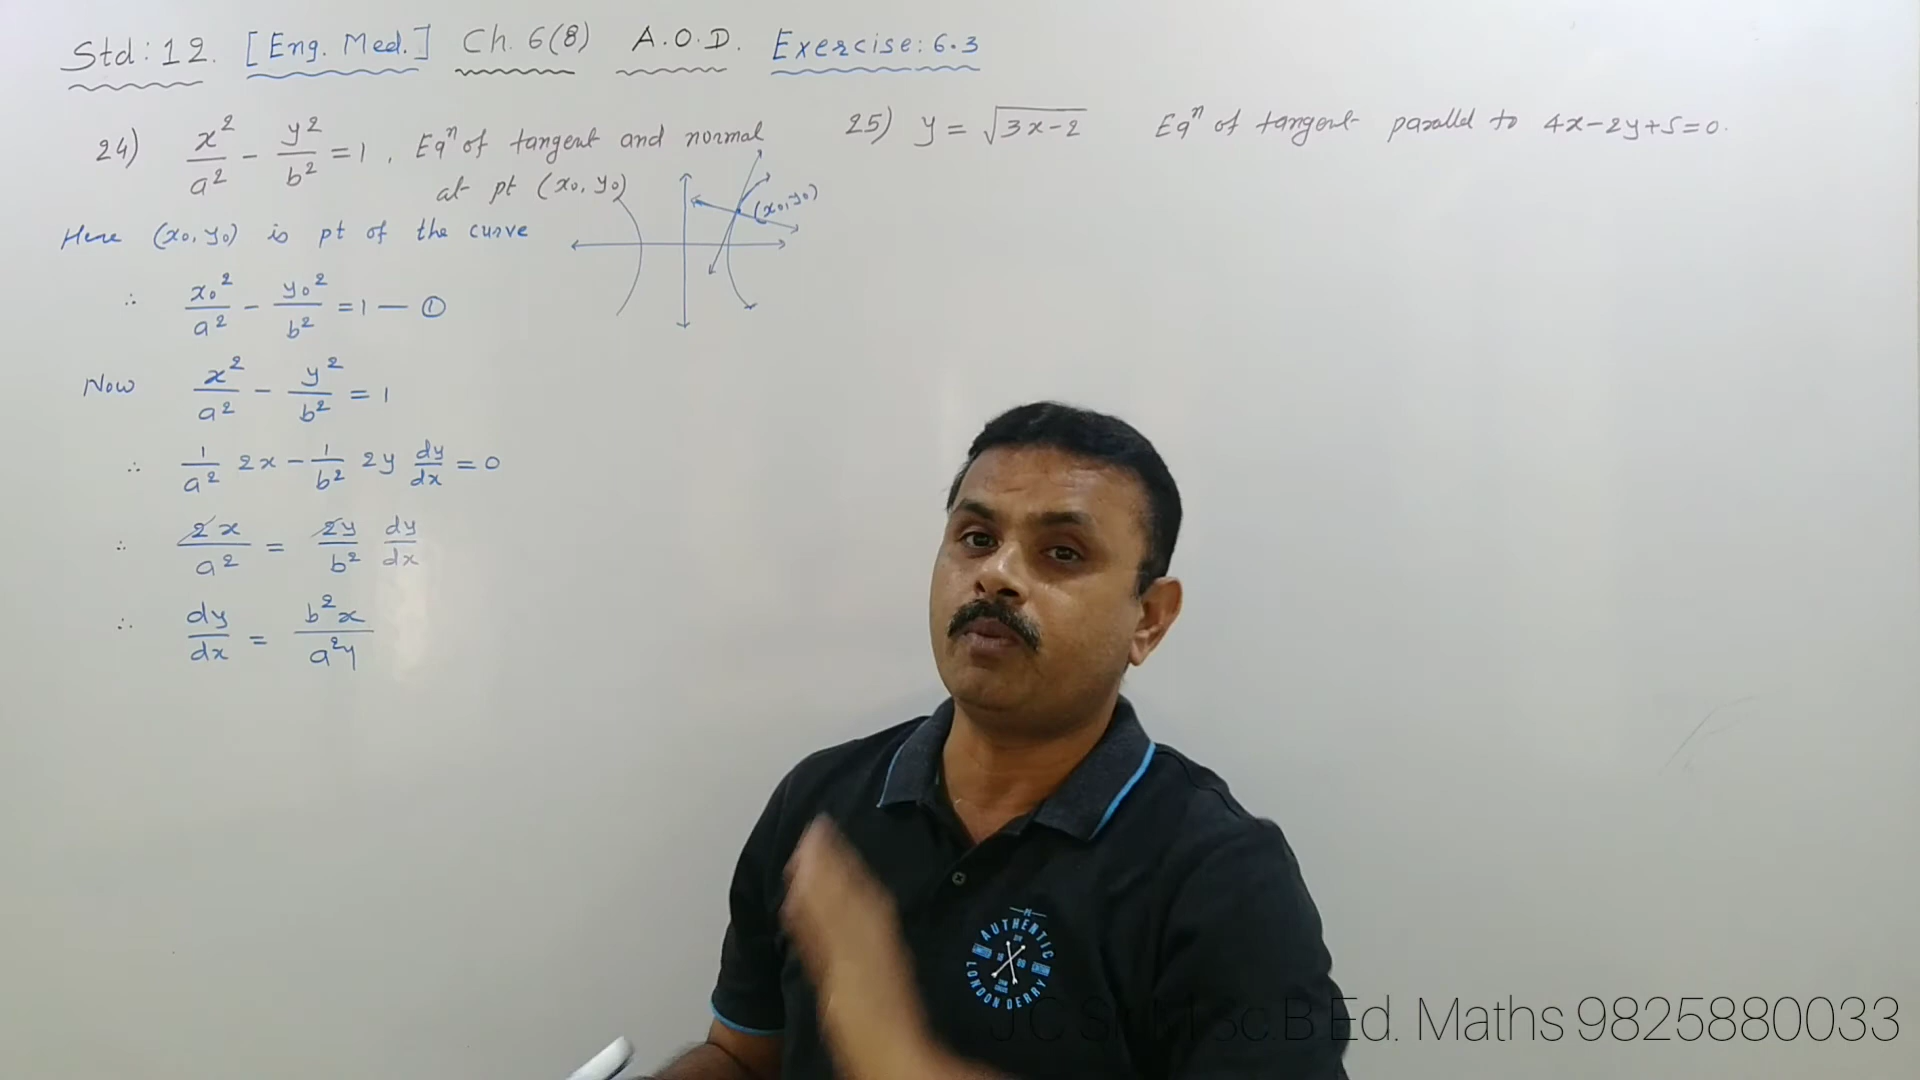 Std: 12. [Eng. Med.] Ch. 6(8) A.O.D. Exercise: 6.3
24) x²/a² - y²/b² = 1, Eqⁿ of tangent and normal
at pt (x₀, y₀)
(x₀, y₀)
Here (x₀, y₀) is pt of the curve
∴ x₀²/a² - y₀²/b² = 1 — ①
Now x²/a² - y²/b² = 1
∴ 1/a² 2x - 1/b² 2y dy/dx = 0
∴ 2x/a² = 2y/b² dy/dx
∴ dy/dx = b²x/a²y
25) y = √(3x-2) Eqⁿ of tangent parallel to 4x-2y+5=0.
AUTHENTIC
LONDON DERRY
Ed. Maths 9825880033